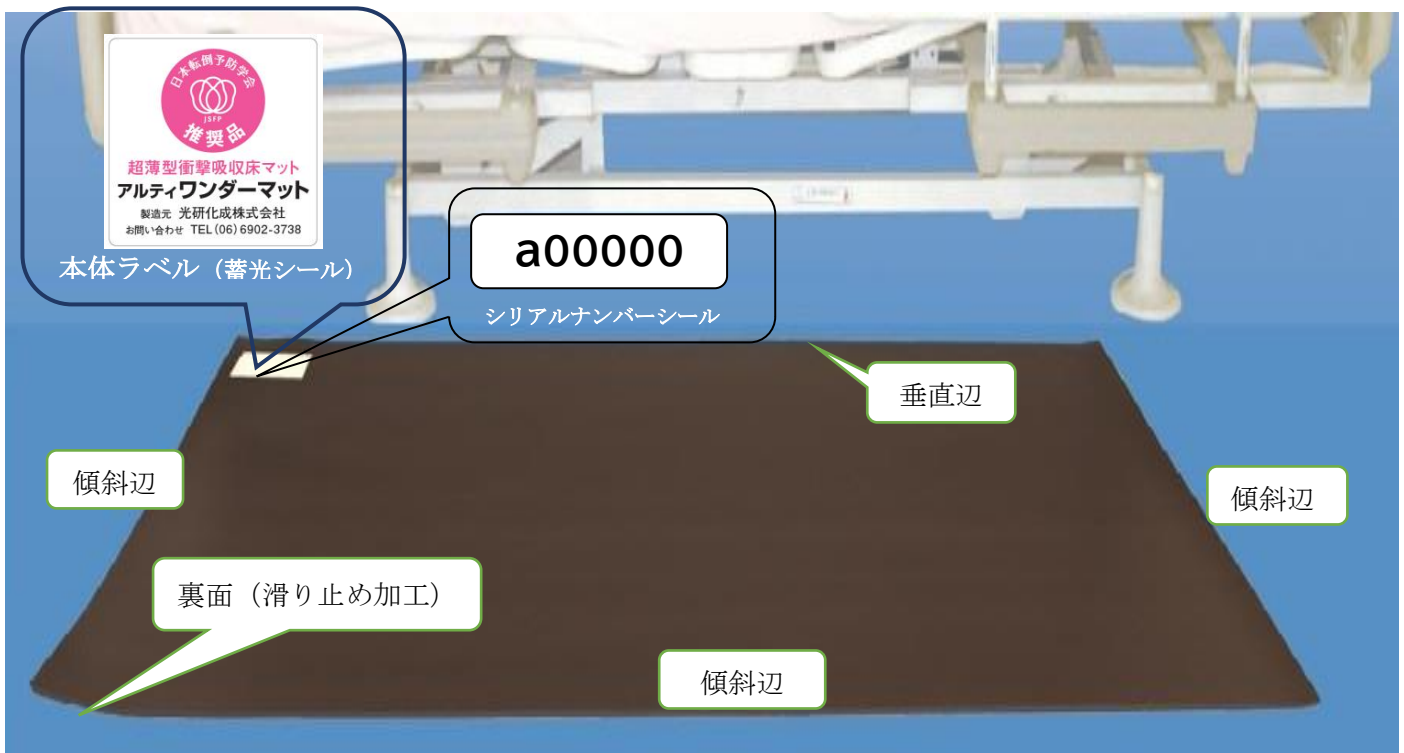 日本転倒予防学会
JSFP
推奨品
超薄型衝撃吸収床マット
アルティワンダーマット
製造元 光研化成株式会社
お問い合わせ TEL(06)6902-3738
本体ラベル（蓄光シール）
a00000
シリアルナンバーシール
垂直辺
傾斜辺
傾斜辺
裏面（滑り止め加工）
傾斜辺